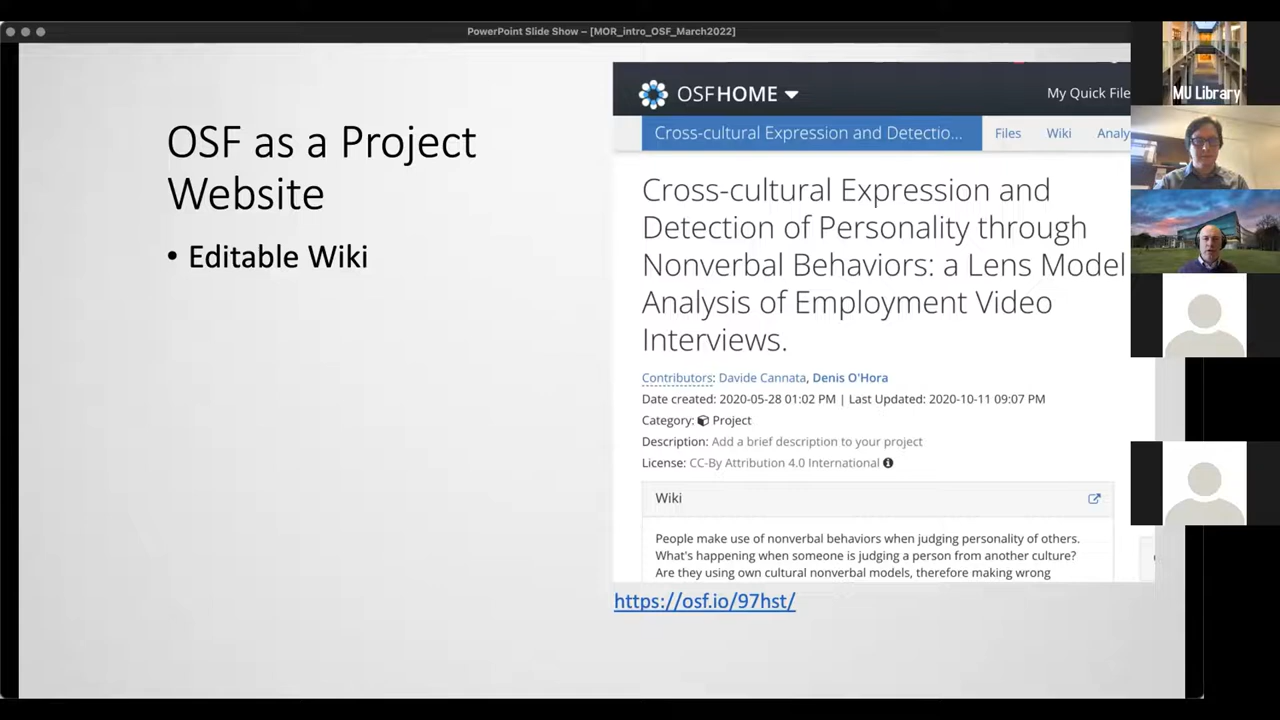 PowerPoint Slide Show – [MOR_intro_OSF_March2022]
OSF as a Project
Website
• Editable Wiki
OSFHOME
My Quick File
Cross-cultural Expression and Detectio...
Files
Wiki
Analy
Cross-cultural Expression and
Detection of Personality through
Nonverbal Behaviors: a Lens Model
Analysis of Employment Video
Interviews.
Contributors: Davide Cannata, Denis O'Hora
Date created: 2020-05-28 01:02 PM | Last Updated: 2020-10-11 09:07 PM
Category: Project
Description: Add a brief description to your project
License: CC-By Attribution 4.0 International
Wiki
People make use of nonverbal behaviors when judging personality of others.
What's happening when someone is judging a person from another culture?
Are they using own cultural nonverbal models, therefore making wrong
https://osf.io/97hst/
MU Library